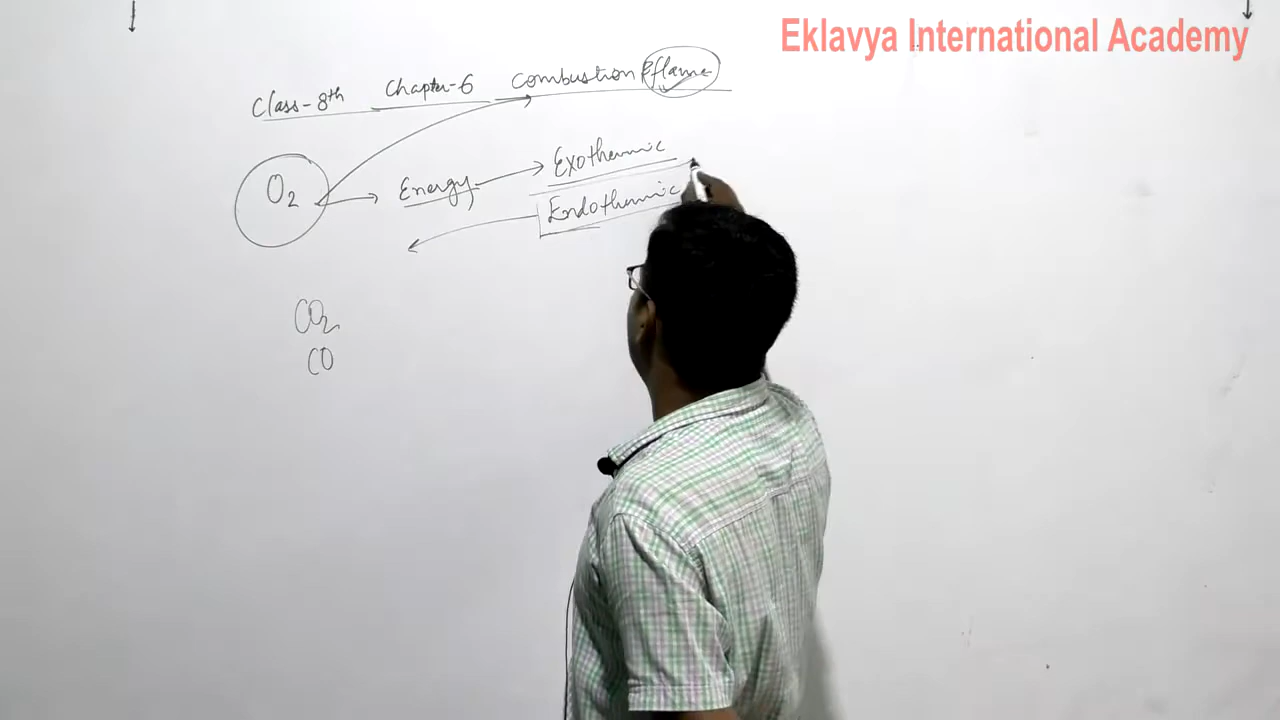 Eklavya International Academy
Class-8th Chapter-6 Combustion & flame
O2 Energy Exothermic
Endothermic
CO2
CO